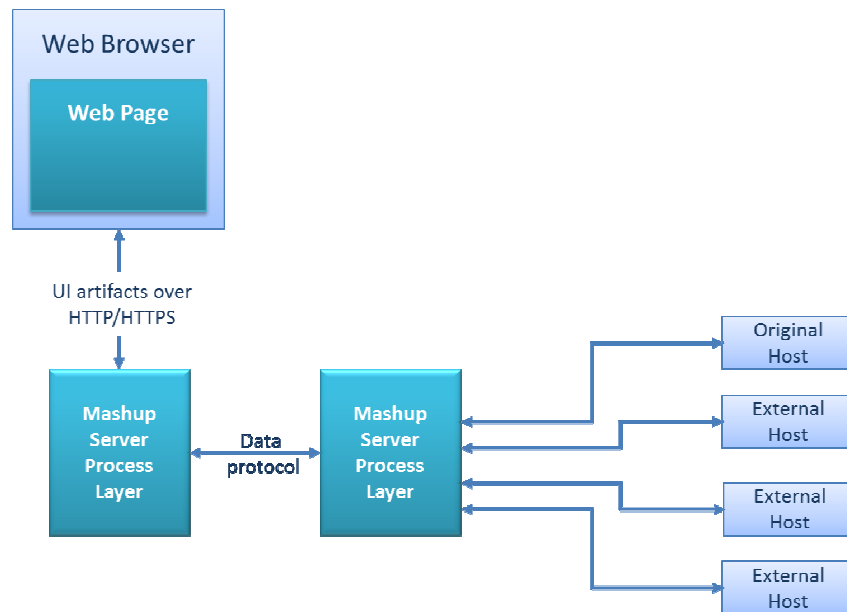 Web Browser
Web Page
UI artifacts over
HTTP/HTTPS
Mashup
Server
Process
Layer
Data
protocol
Mashup
Server
Process
Layer
Original
Host
External
Host
External
Host
External
Host